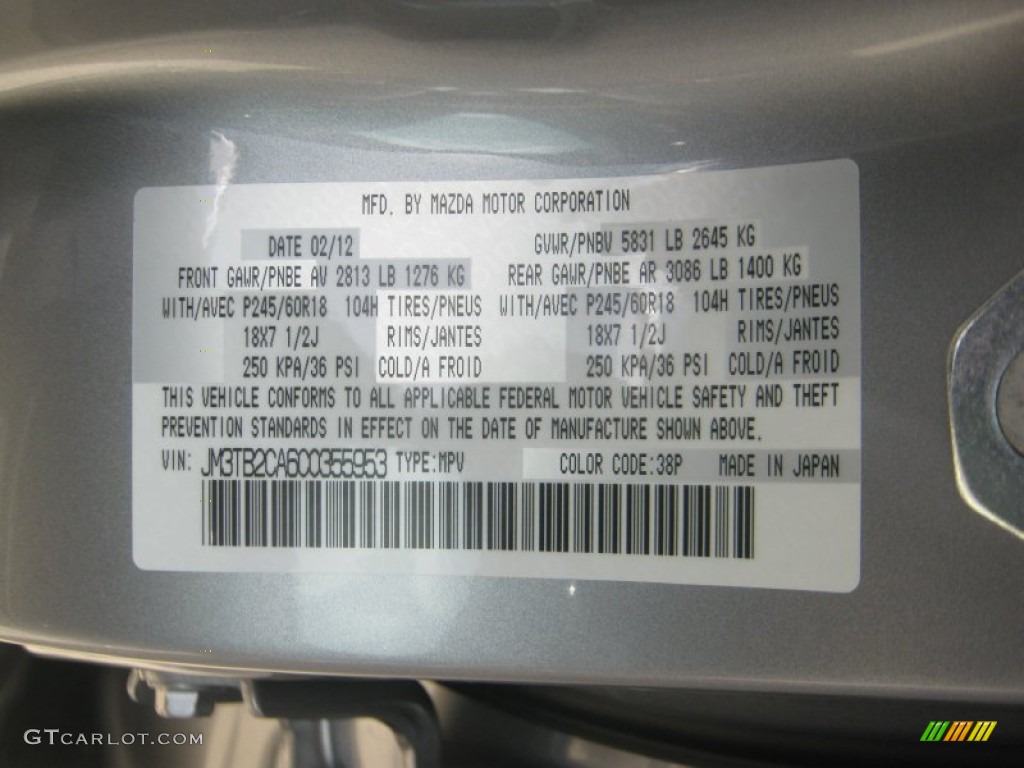 MFD. BY MAZDA MOTOR CORPORATION
DATE 02/12 GVWR/PNBV 5831 LB 2645 KG
FRONT GAWR/PNBE AV 2813 LB 1276 KG REAR GAWR/PNBE AR 3086 LB 1400 KG
WITH/AVEC P245/60R18 104H TIRES/PNEUS WITH/AVEC P245/60R18 104H TIRES/PNEUS
18X7 1/2J RIMS/JANTES 18X7 1/2J RIMS/JANTES
250 KPA/36 PSI COLD/A FROID 250 KPA/36 PSI COLD/A FROID
THIS VEHICLE CONFORMS TO ALL APPLICABLE FEDERAL MOTOR VEHICLE SAFETY AND THEFT
PREVENTION STANDARDS IN EFFECT ON THE DATE OF MANUFACTURE SHOWN ABOVE.
VIN: JM3TB2CA6C0355953 TYPE:MPV COLOR CODE:38P MADE IN JAPAN
GTCARLOT.COM